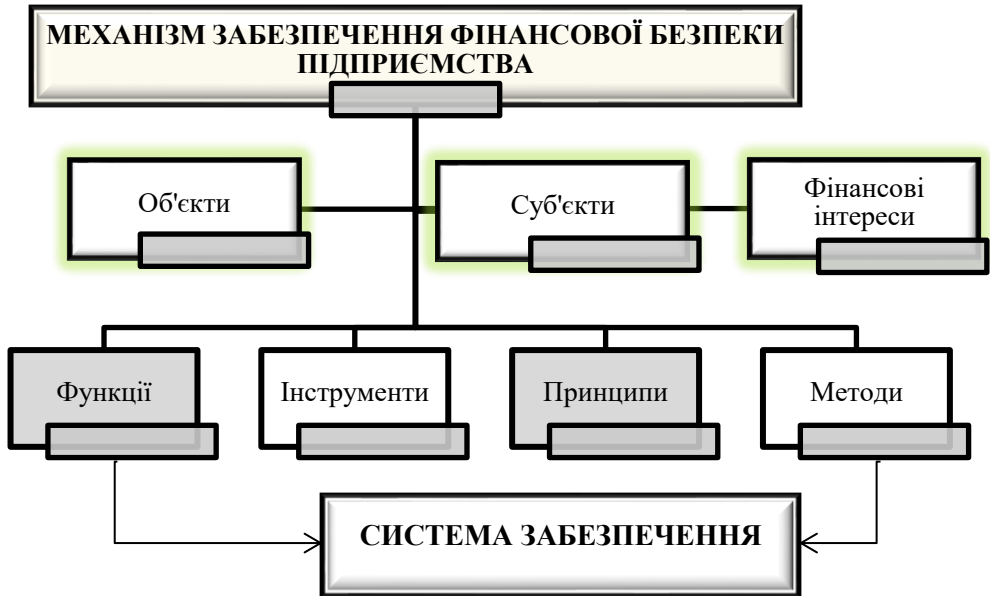 МЕХАНІЗМ ЗАБЕЗПЕЧЕННЯ ФІНАНСОВОЇ БЕЗПЕКИ
ПІДПРИЄМСТВА
Об'єкти
Суб'єкти
Фінансові
інтереси
Функції
Інструменти
Принципи
Методи
СИСТЕМА ЗАБЕЗПЕЧЕННЯ